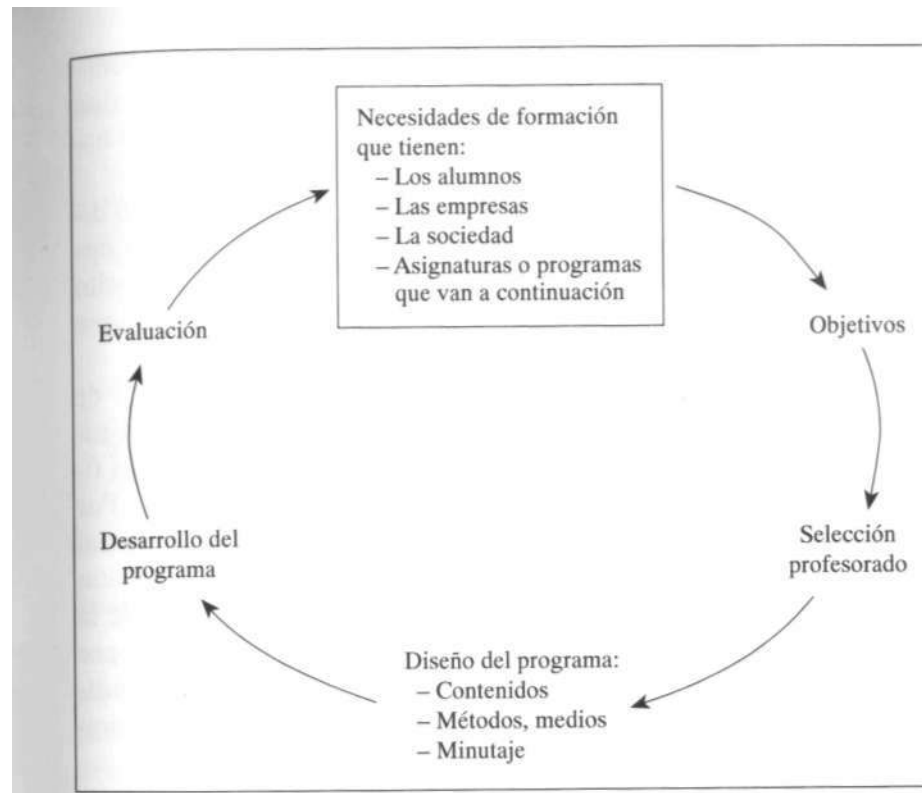 Necesidades de formación
que tienen:
– Los alumnos
– Las empresas
– La sociedad
– Asignaturas o programas
que van a continuación
Objetivos
Selección
profesorado
Diseño del programa:
– Contenidos
– Métodos, medios
– Minutaje
Desarrollo del
programa
Evaluación